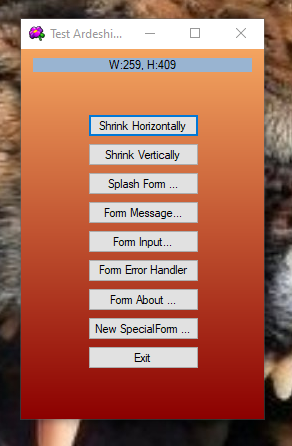 Test Ardeshi...
W:259, H:409
Shrink Horizontally
Shrink Vertically
Splash Form ...
Form Message...
Form Input...
Form Error Handler
Form About ...
New SpecialForm ...
Exit